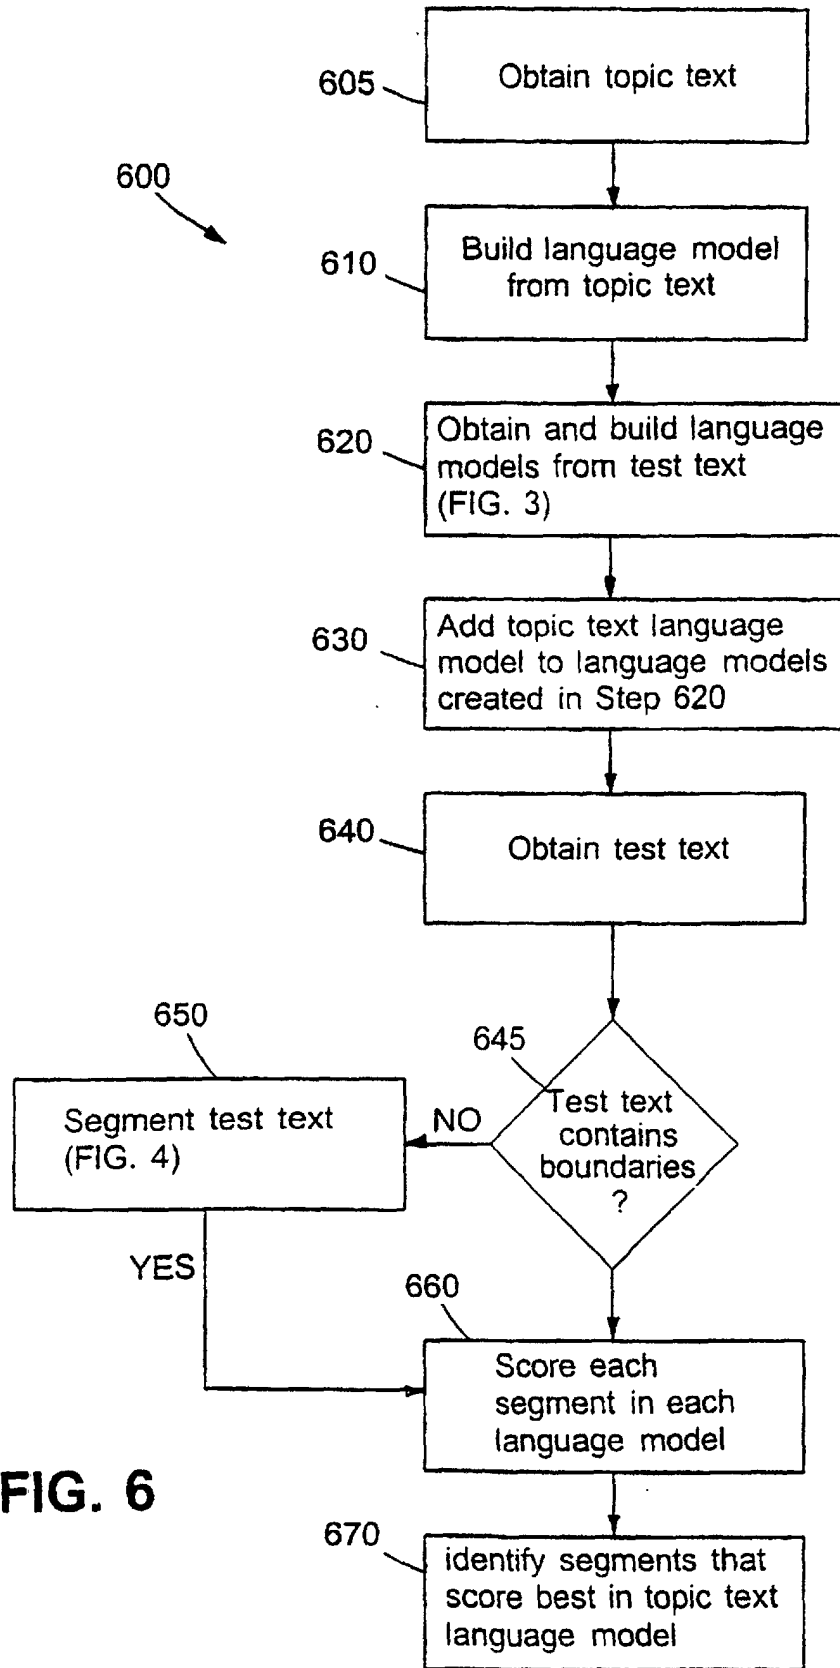 605
Obtain topic text
600
610
Build language model
from topic text
620
Obtain and build language
models from test text
(FIG. 3)
630
Add topic text language
model to language models
created in Step 620
640
Obtain test text
650
645
Segment test text
(FIG. 4)
NO
Test text
contains
boundaries
?
YES
660
Score each
segment in each
language model
FIG. 6
670
identify segments that
score best in topic text
language model